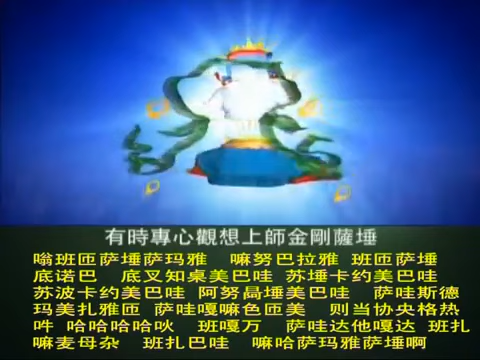 有時專心觀想上師金剛薩埵
嗡班匝萨埵萨玛雅 嘛努巴拉雅 班匝萨埵
底诺巴 底叉知桌美巴哇 苏埵卡约美巴哇
苏波卡约美巴哇 阿努晑埵美巴哇 萨哇斯德
玛美扎雅匝 萨哇嘎嘛色匝美 则当协央格热
吽 哈哈哈哈伙 班嘎万 萨哇达他嘎达 班扎
嘛麦母杂 班扎巴哇 嘛哈萨玛雅萨埵啊